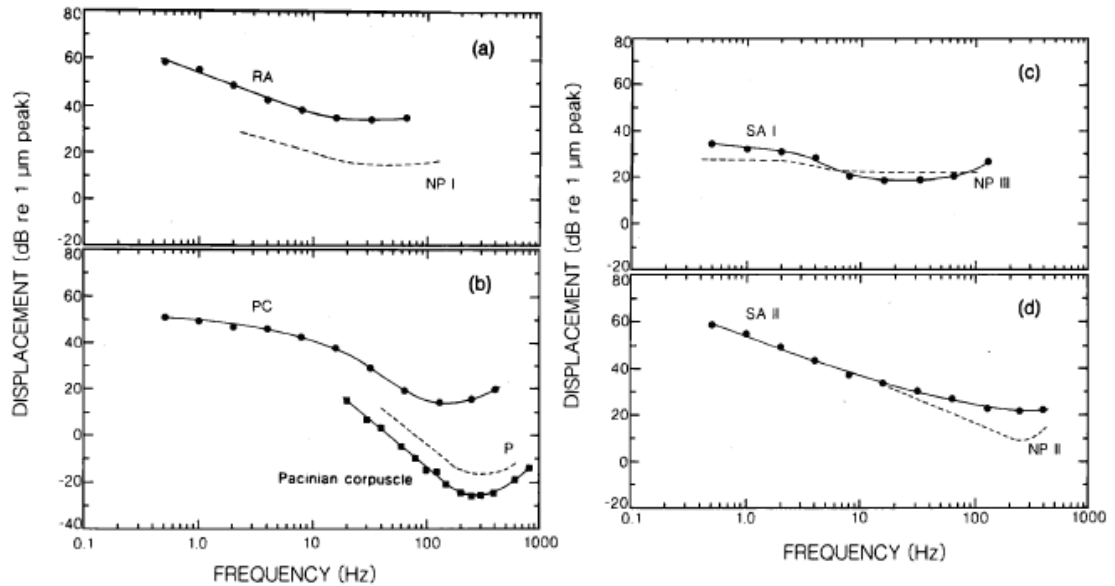 80
60
40
20
0
-20
(a)
RA
NP I
60
40
20
0
-20
-40
(b)
PC
P
Pacinian corpuscle
0.1
1.0
10
100
1000
FREQUENCY (Hz)
DISPLACEMENT (dB re 1 μm peak)
80
60
40
20
0
-20
(c)
SA I
NP III
60
40
20
0
-20
(d)
SA II
NP II
0.1
1.0
10
100
1000
FREQUENCY (Hz)
DISPLACEMENT (dB re 1 μm peak)